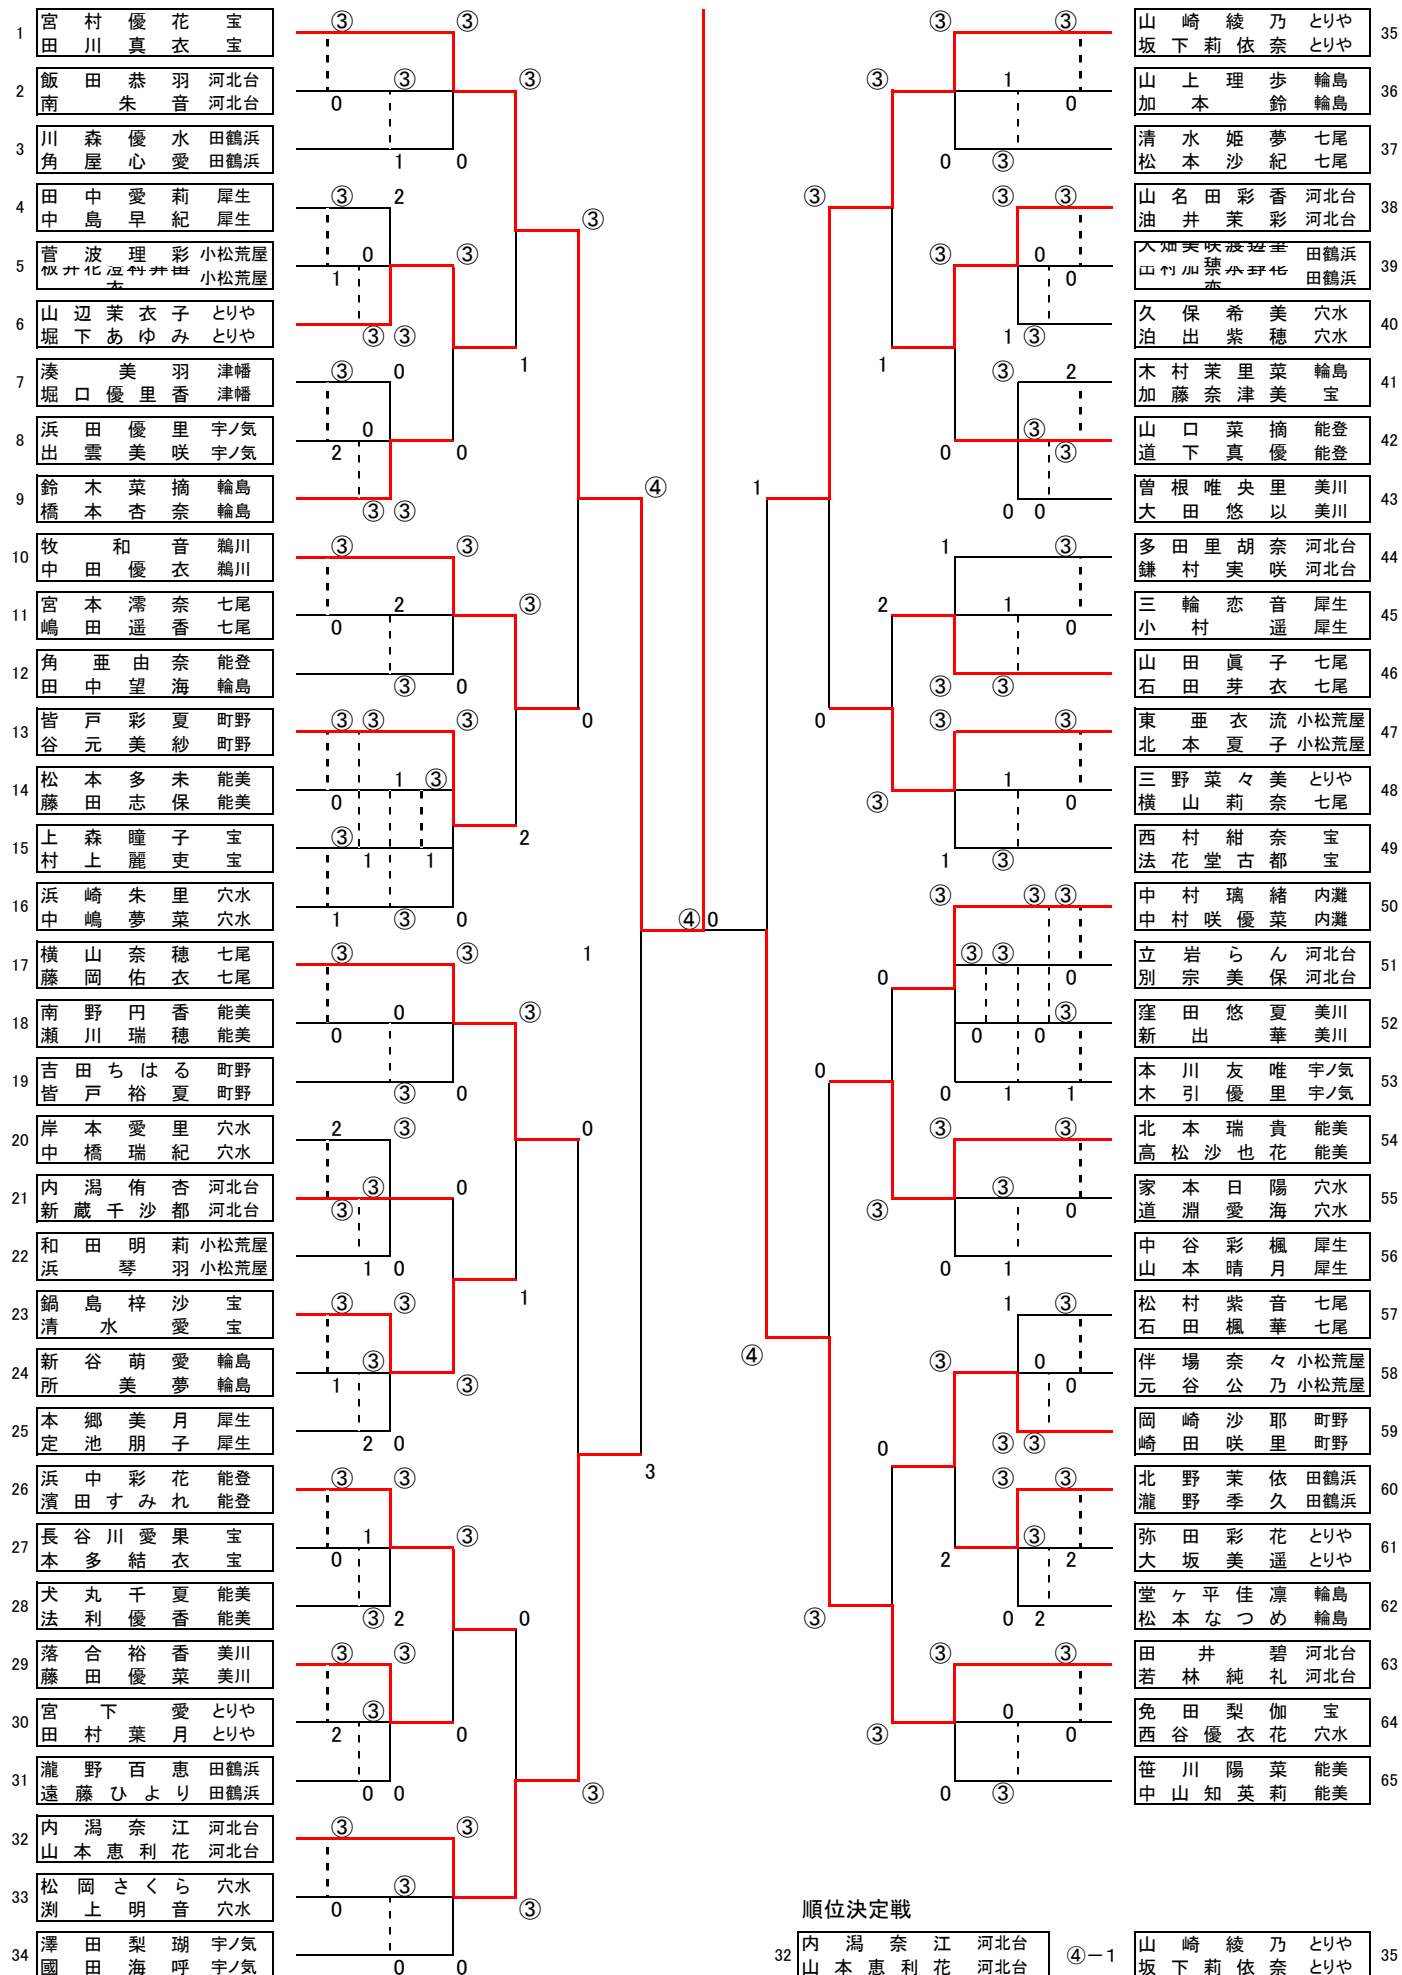 1 宮村優花 宝
田川真衣 宝
2 飯田恭羽 河北台
南朱音 河北台
3 川森優水 田鶴浜
角屋心愛 田鶴浜
4 田中愛莉 犀生
中島早紀 犀生
5 菅波理彩 小松荒屋
小松荒屋
6 山辺茉衣子 とりや
堀下あゆみ とりや
7 湊美羽 津幡
堀口優里香 津幡
8 浜田優里 宇ノ気
出雲美咲 宇ノ気
9 鈴木菜摘 輪島
橋本杏奈 輪島
10 牧和音 鵜川
中田優衣 鵜川
11 宮本澪奈 七尾
嶋田遥香 七尾
12 角亜由奈 能登
田中望海 輪島
13 皆戸彩夏 町野
谷元美紗 町野
14 松本多未 能美
藤田志保 能美
15 上森瞳子 宝
村上麗吏 宝
16 浜崎朱里 穴水
中嶋夢菜 穴水
17 横山奈穂 七尾
藤岡佑衣 七尾
18 南野円香 能美
瀬川瑞穂 能美
19 吉田ちはる 町野
皆戸裕夏 町野
20 岸本愛里 穴水
中橋瑞紀 穴水
21 内潟侑杏 河北台
新蔵千沙都 河北台
22 和田明莉 小松荒屋
浜琴羽 小松荒屋
23 鍋島梓沙 宝
清水愛 宝
24 新谷萌愛 輪島
所美夢 輪島
25 本郷美月 犀生
定池朋子 犀生
26 浜中彩花 能登
濱田すみれ 能登
27 長谷川愛果 宝
本多結衣 宝
28 犬丸千夏 能美
法利優香 能美
29 落合裕香 美川
藤田優菜 美川
30 宮下愛 とりや
田村葉月 とりや
31 瀧野百恵 田鶴浜
遠藤ひより 田鶴浜
32 内潟奈江 河北台
山本恵利花 河北台
33 松岡さくら 穴水
渕上明音 穴水
34 澤田梨瑚 宇ノ気
國田海呼 宇ノ気
山崎綾乃 とりや 35
坂下莉依奈 とりや
山上理歩 輪島 36
加本鈴 輪島
清水姫夢 七尾 37
松本沙紀 七尾
山名田彩香 河北台 38
油井茉彩 河北台
田鶴浜 39
田鶴浜
久保希美 穴水 40
泊出紫穂 穴水
木村茉里菜 輪島 41
加藤奈津美 宝
山口菜摘 能登 42
道下真優 能登
曽根唯央里 美川 43
大田悠以 美川
多田里胡奈 河北台 44
鎌村実咲 河北台
三輪恋音 犀生 45
小村遥 犀生
山田眞子 七尾 46
石田芽衣 七尾
東亜衣流 小松荒屋 47
北本夏子 小松荒屋
三野菜々美 とりや 48
横山莉奈 七尾
西村紺奈 宝 49
法花堂古都 宝
中村璃緒 内灘 50
中村咲優菜 内灘
立岩らん 河北台 51
別宗美保 河北台
窪田悠夏 美川 52
新出華 美川
本川友唯 宇ノ気 53
木引優里 宇ノ気
北本瑞貴 能美 54
高松沙也花 能美
家本日陽 穴水 55
道淵愛海 穴水
中谷彩楓 犀生 56
山本晴月 犀生
松村紫音 七尾 57
石田楓華 七尾
伴場奈々 小松荒屋 58
元谷公乃 小松荒屋
岡崎沙耶 町野 59
崎田咲里 町野
北野茉依 田鶴浜 60
瀧野季久 田鶴浜
弥田彩花 とりや 61
大坂美遥 とりや
堂ヶ平佳凛 輪島 62
松本なつめ 輪島
田井碧 河北台 63
若林純礼 河北台
免田梨伽 宝 64
西谷優衣花 穴水
笹川陽菜 能美 65
中山知英莉 能美
順位決定戦
32 内潟奈江 河北台 ④－1 山崎綾乃 とりや 35
山本恵利花 河北台 坂下莉依奈 とりや